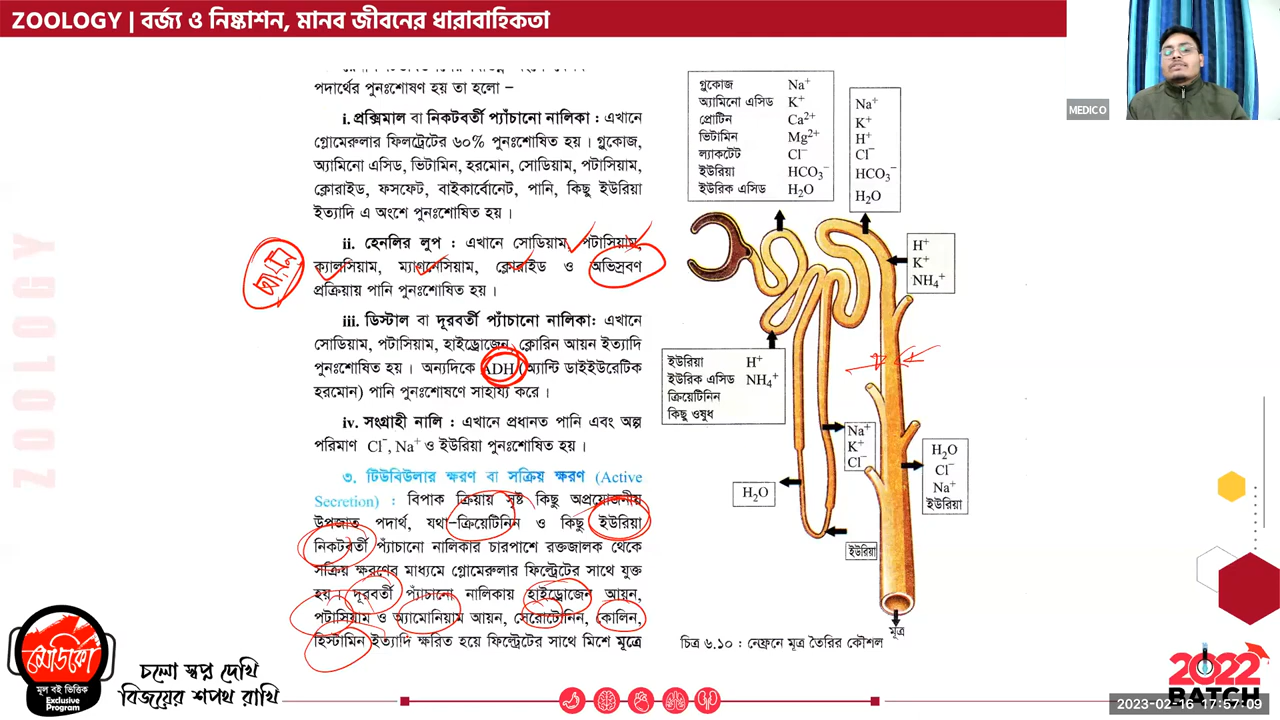 ZOOLOGY | বর্জ্য ও নিষ্কাশন, মানব জীবনের ধারাবাহিকতা
MEDICO
ZOOLOGY
পদার্থের পুনঃশোষণ হয় তা হলো –
i. প্রক্সিমাল বা নিকটবর্তী প্যাঁচানো নালিকা : এখানে
গ্লোমেরুলার ফিলট্রেটের ৬০% পুনঃশোষিত হয়। গ্লুকোজ,
অ্যামিনো এসিড, ভিটামিন, হরমোন, সোডিয়াম, পটাসিয়াম,
ক্লোরাইড, ফসফেট, বাইকার্বোনেট, পানি, কিছু ইউরিয়া
ইত্যাদি এ অংশে পুনঃশোষিত হয়।
ii. হেনলির লুপ : এখানে সোডিয়াম, পটাসিয়াম,
ক্যালসিয়াম, ম্যাগনেসিয়াম, ক্লোরাইড ও অভিস্রবণ
প্রক্রিয়ায় পানি পুনঃশোষিত হয়।
আয়ন
iii. ডিস্টাল বা দূরবর্তী প্যাঁচানো নালিকা: এখানে
সোডিয়াম, পটাসিয়াম, হাইড্রোজেন, ক্লোরিন আয়ন ইত্যাদি
পুনঃশোষিত হয়। অন্যদিকে ADH (অ্যান্টি ডাইইউরেটিক
হরমোন) পানি পুনঃশোষণে সাহায্য করে।
iv. সংগ্রাহী নালি : এখানে প্রধানত পানি এবং অল্প
পরিমাণ Cl⁻, Na⁺ ও ইউরিয়া পুনঃশোষিত হয়।
৩. টিউবিউলার ক্ষরণ বা সক্রিয় ক্ষরণ (Active
Secretion) : বিপাক ক্রিয়ায় সৃষ্ট কিছু অপ্রয়োজনীয়
উপজাত পদার্থ, যথা–ক্রিয়েটিনিন ও কিছু ইউরিয়া
নিকটবর্তী প্যাঁচানো নালিকার চারপাশে রক্তজালক থেকে
সক্রিয় ক্ষরণের মাধ্যমে গ্লোমেরুলার ফিল্ট্রেটের সাথে যুক্ত
হয়। দূরবর্তী প্যাঁচানো নালিকায় হাইড্রোজেন আয়ন,
পটাসিয়াম ও অ্যামোনিয়াম আয়ন, সেরোটোনিন, কোলিন,
হিস্টামিন ইত্যাদি ক্ষরিত হয়ে ফিল্ট্রেটের সাথে মিশে মূত্রে
গ্লুকোজ Na⁺
অ্যামিনো এসিড K⁺
প্রোটিন Ca²⁺
ভিটামিন Mg²⁺
ল্যাকটেট Cl⁻
ইউরিয়া HCO₃⁻
ইউরিক এসিড H₂O
Na⁺
K⁺
H⁺
Cl⁻
HCO₃⁻
H₂O
H⁺
K⁺
NH₄⁺
ইউরিয়া H⁺
ইউরিক এসিড NH₄⁺
ক্রিয়েটিনিন
কিছু ওষুধ
Na⁺
K⁺
Cl⁻
H₂O
Cl⁻
Na⁺
ইউরিয়া
H₂O
ইউরিয়া
মূত্র
চিত্র ৬.১০ : নেফ্রনে মূত্র তৈরির কৌশল
মেডিকো
মূল বই ভিত্তিক
Exclusive
Program
চলো স্বপ্ন দেখি
বিজয়ের শপথ রাখি
2022
BATCH
2023-02-16 17:57:09